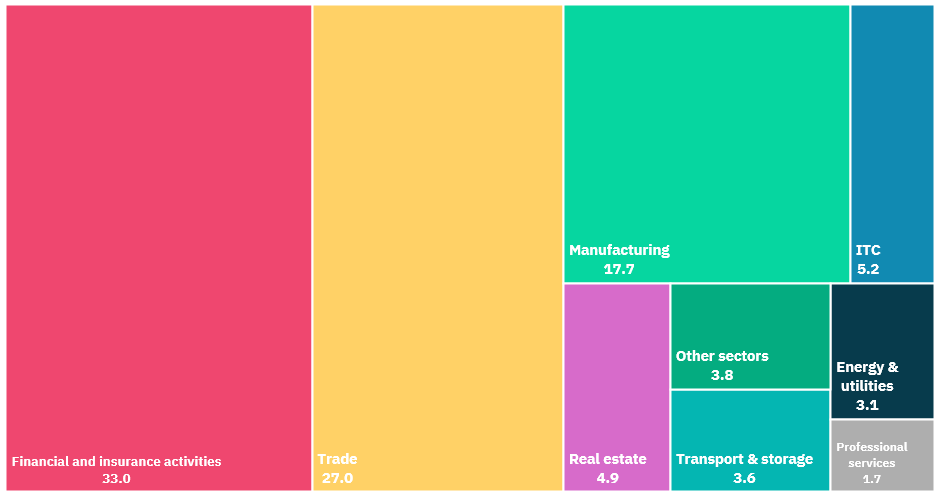 Financial and insurance activities
33.0
Trade
27.0
Manufacturing
17.7
ITC
5.2
Real estate
4.9
Other sectors
3.8
Transport & storage
3.6
Energy &
utilities
3.1
Professional
services
1.7